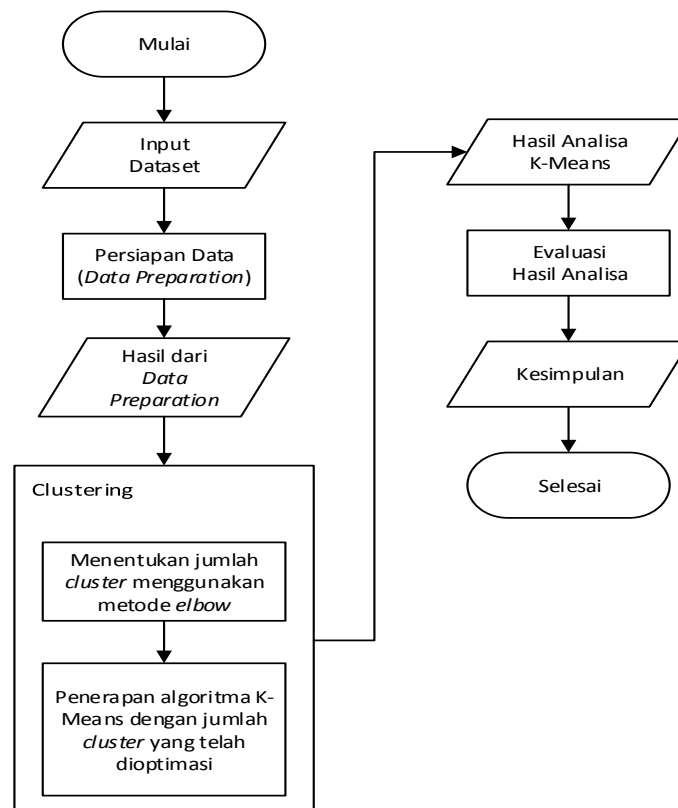 Mulai
Input
Dataset
Persiapan Data
(Data Preparation)
Hasil dari
Data
Preparation
Clustering
Menentukan jumlah
cluster menggunakan
metode elbow
Penerapan algoritma K-
Means dengan jumlah
cluster yang telah
dioptimasi
Hasil Analisa
K-Means
Evaluasi
Hasil Analisa
Kesimpulan
Selesai